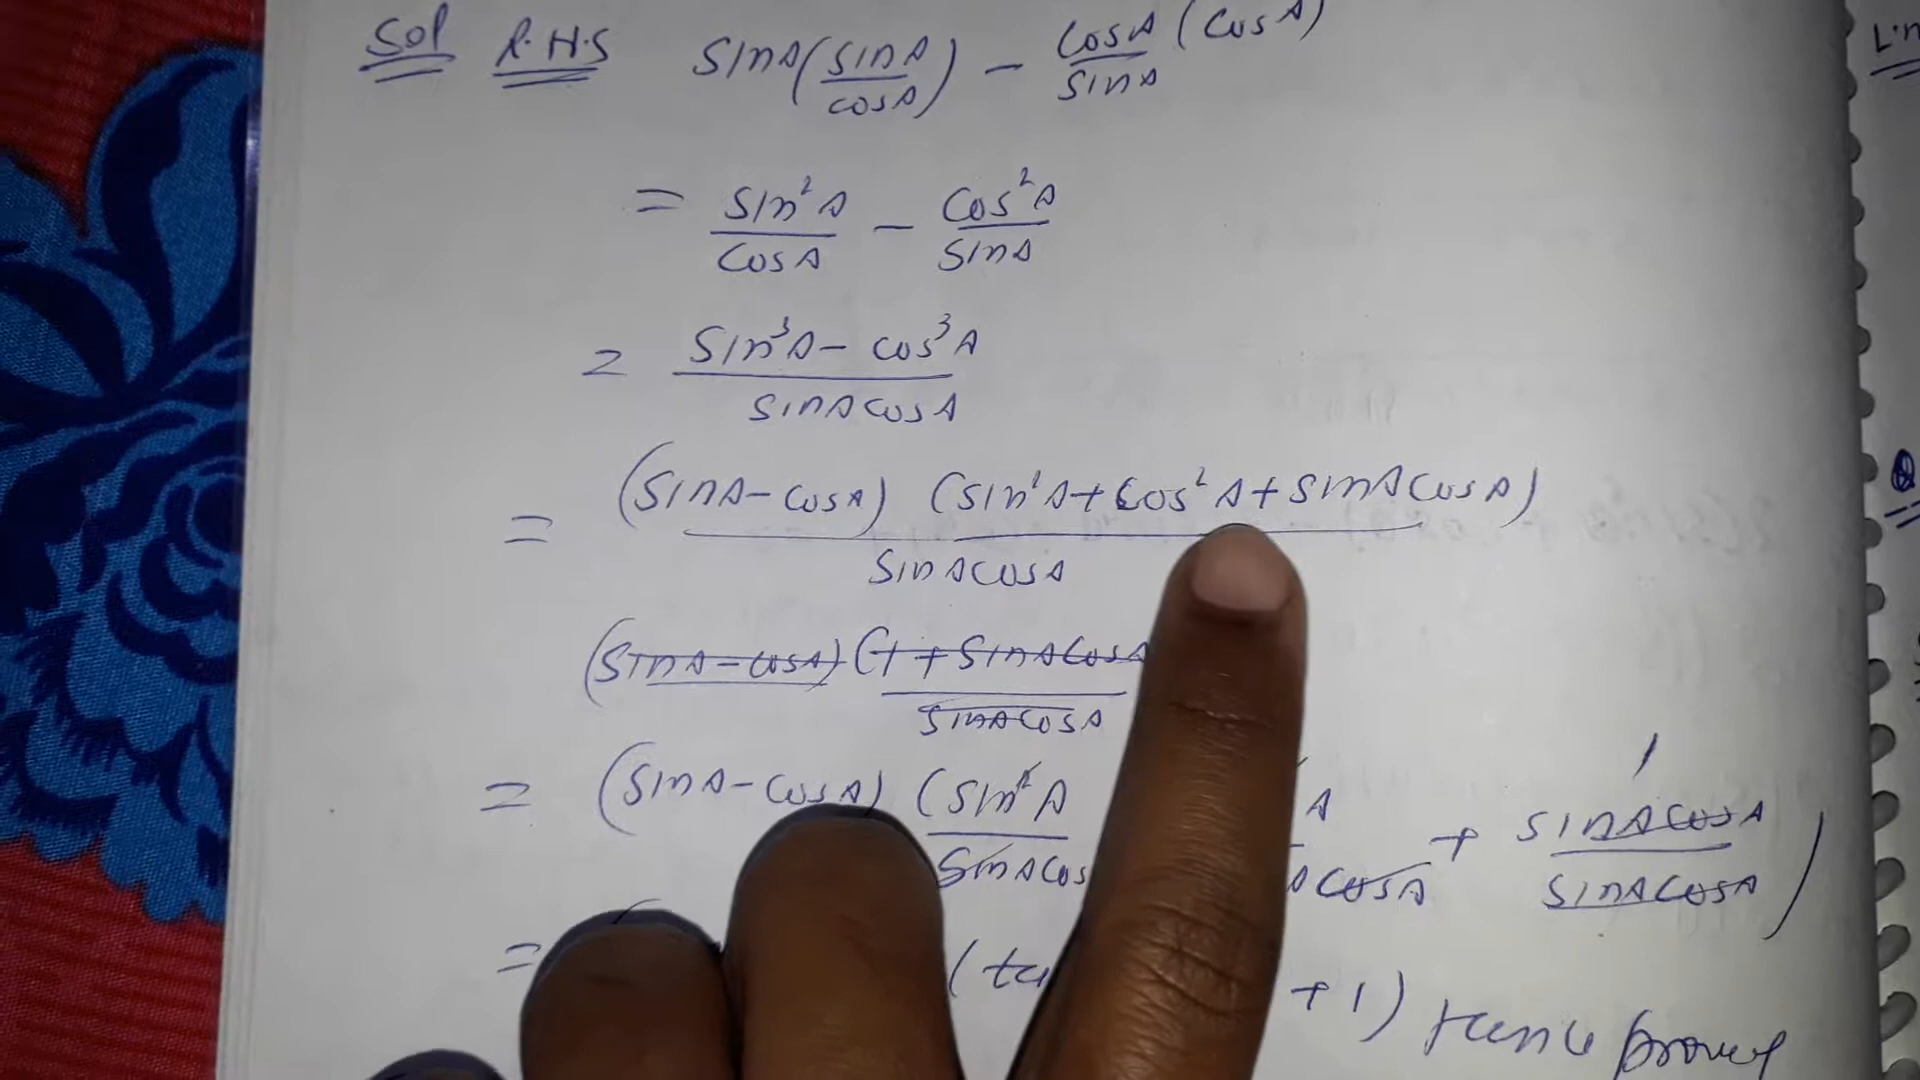 Sol R.H.S sinA(sinA/cosA) - cosA/sinA (cosA)
= sin²A/cosA - cos²A/sinA
= sin³A - cos³A / sinAcosA
= (sinA - cosA) (sin²A + cos²A + sinAcosA) / sinAcosA
(sinA - cosA) (1 + sinAcosA / sinAcosA
= (sinA - cosA) (sin²A / sinAcos A / cosA + sinAcosA / sinAcosA) 1
= (ta + 1) Hence proved